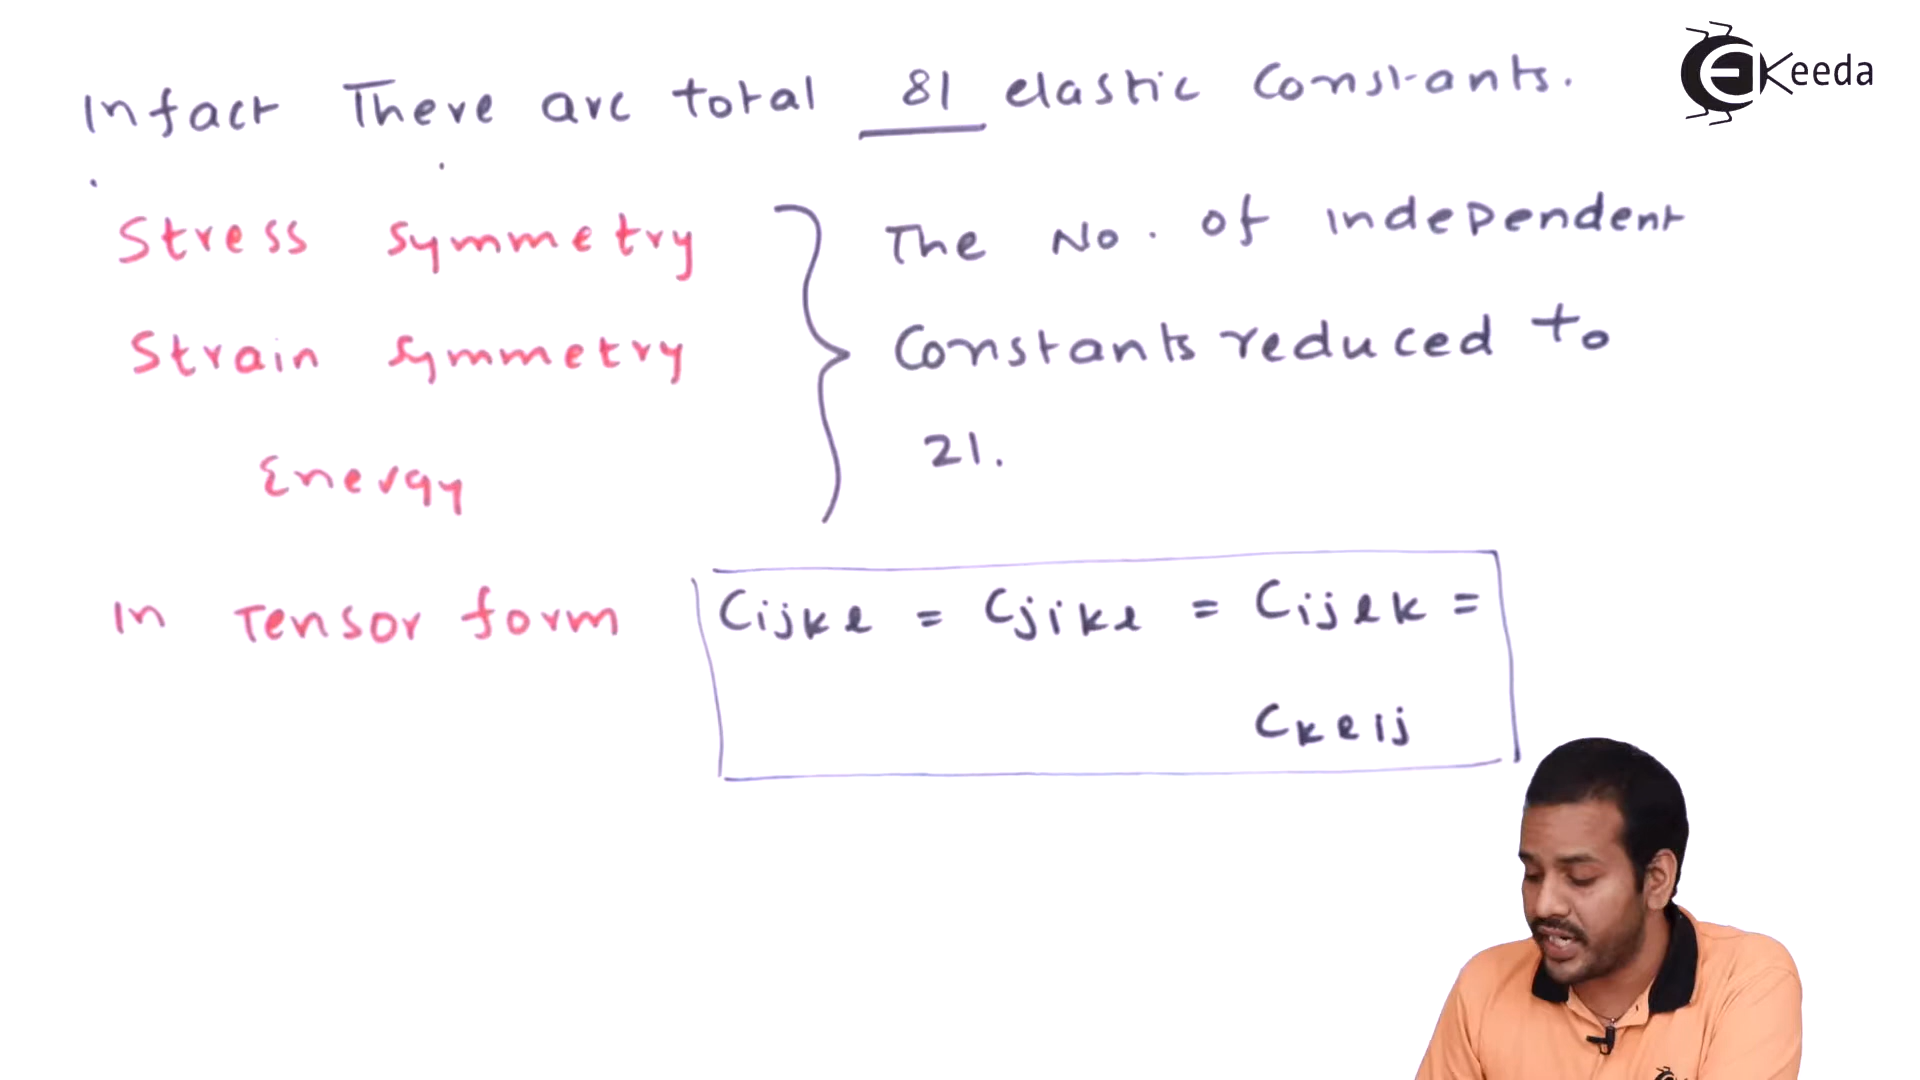 Infact There are total 81 elastic constants.
EKeeda
Stress symmetry
Strain symmetry
Energy
The No. of independent
Constants reduced to
21.
In Tensor form
Cijkl = Cjikl = Cijlk =
Cklij